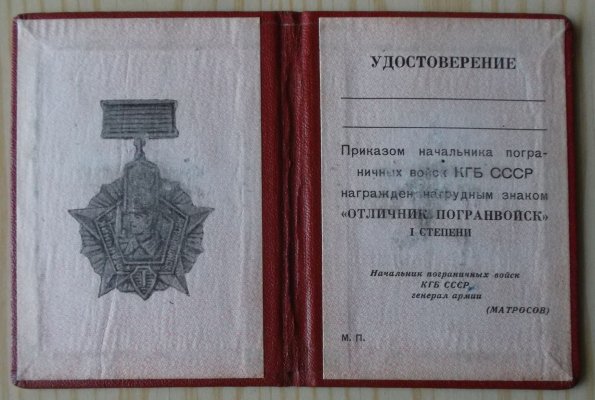 УДОСТОВЕРЕНИЕ
Приказом начальника погра-
ничных войск КГБ СССР
награжден нагрудным знаком
«ОТЛИЧНИК ПОГРАНВОЙСК»
I СТЕПЕНИ
Начальник пограничных войск
КГБ СССР,
генерал армии
(МАТРОСОВ)
М. П.